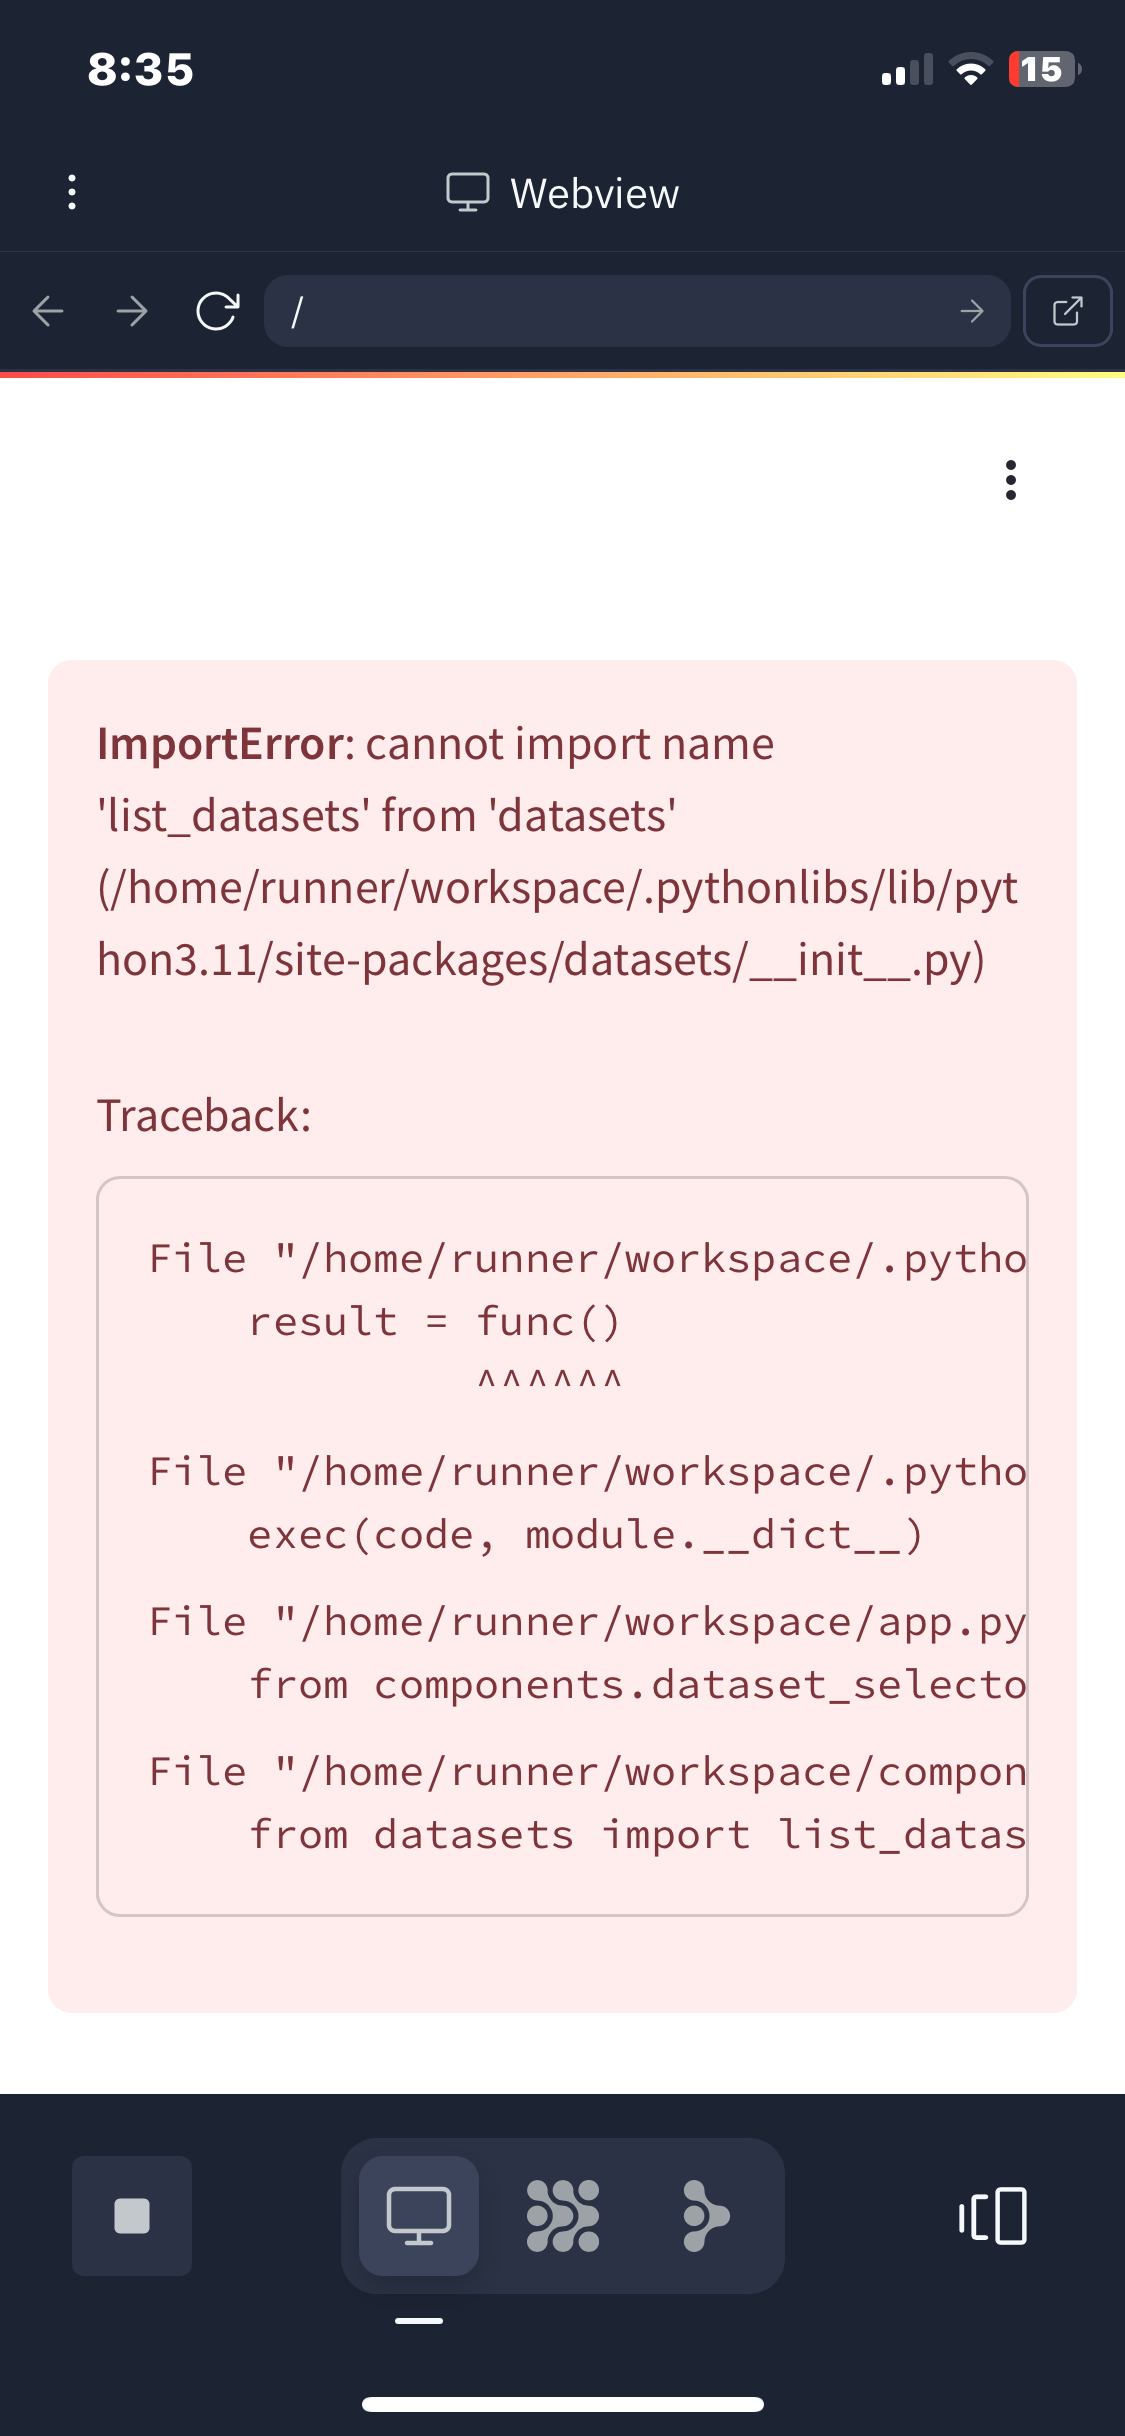 8:35
15
Webview
/
ImportError: cannot import name
'list_datasets' from 'datasets'
(/home/runner/workspace/.pythonlibs/lib/pyt
hon3.11/site-packages/datasets/__init__.py)
Traceback:
File "/home/runner/workspace/.pytho
result = func()
^^^^^^
File "/home/runner/workspace/.pytho
exec(code, module.__dict__)
File "/home/runner/workspace/app.py
from components.dataset_selecto
File "/home/runner/workspace/compon
from datasets import list_datas